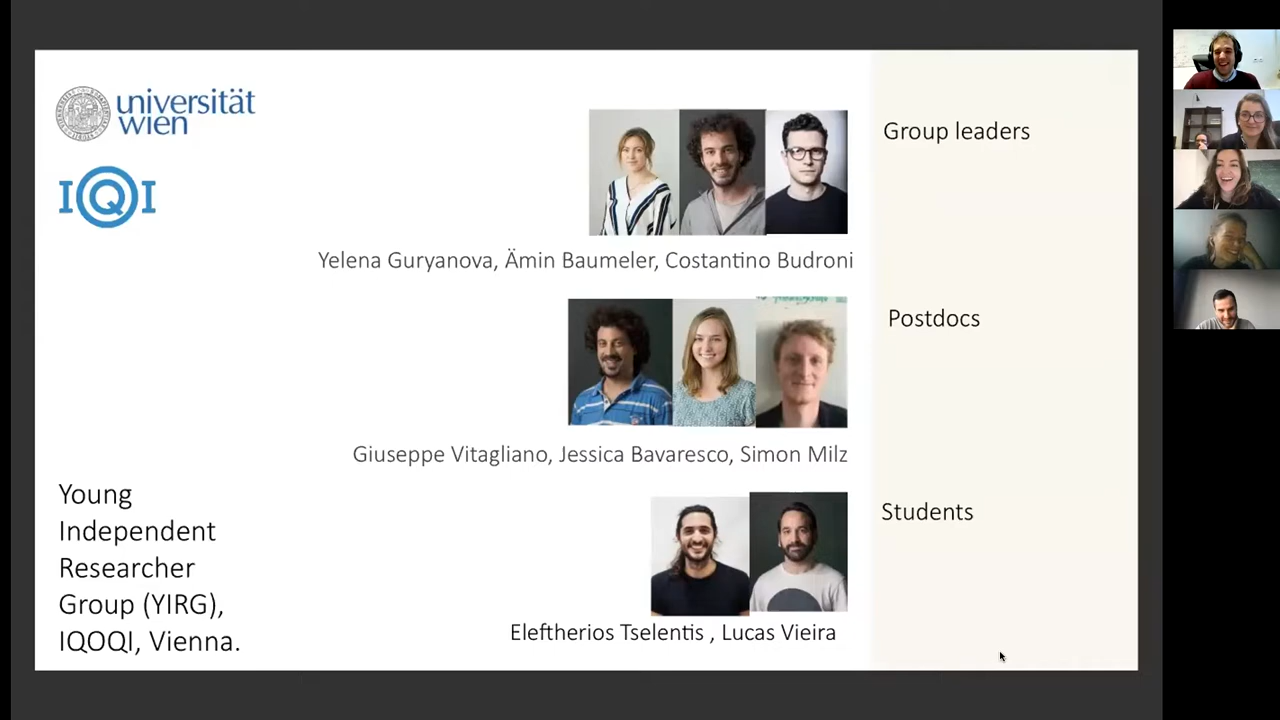 universität
wien
IQI
Group leaders
Yelena Guryanova, Ämin Baumeler, Costantino Budroni
Postdocs
Giuseppe Vitagliano, Jessica Bavaresco, Simon Milz
Young
Independent
Researcher
Group (YIRG),
IQOQI, Vienna.
Students
Eleftherios Tselentis , Lucas Vieira